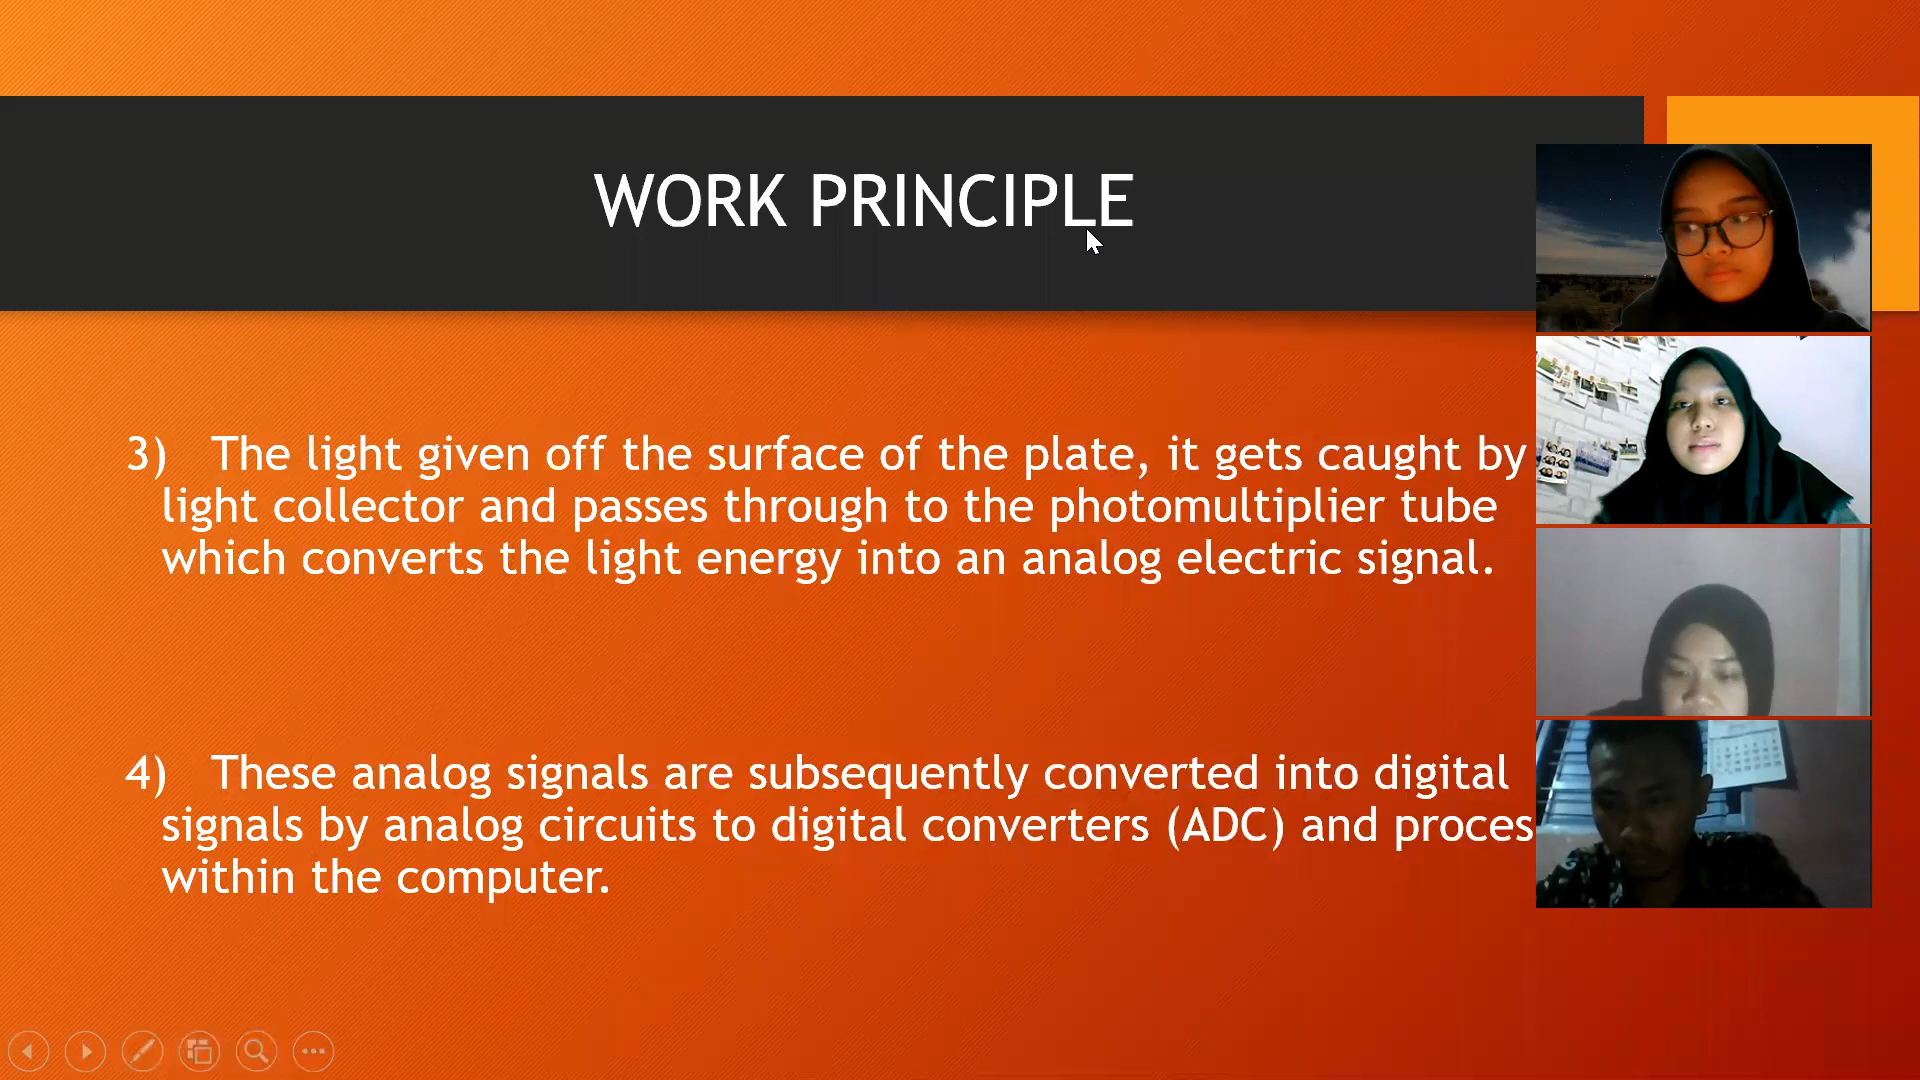 WORK PRINCIPLE
3) The light given off the surface of the plate, it gets caught by
light collector and passes through to the photomultiplier tube
which converts the light energy into an analog electric signal.
4) These analog signals are subsequently converted into digital
signals by analog circuits to digital converters (ADC) and proces
within the computer.